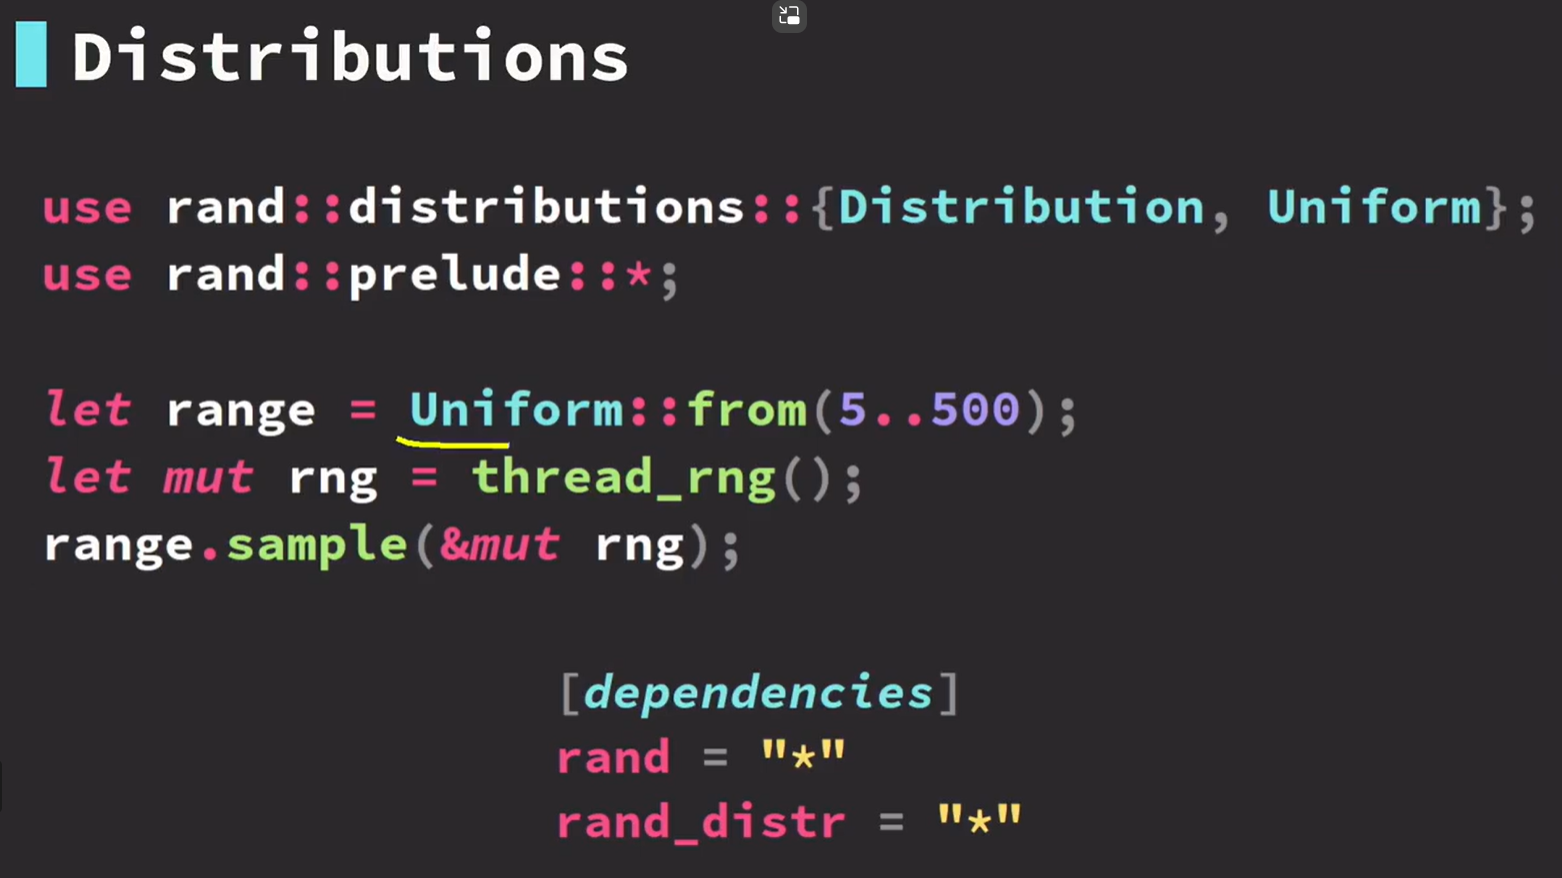 Distributions
use rand::distributions::{Distribution, Uniform};
use rand::prelude::*;
let range = Uniform::from(5..500);
let mut rng = thread_rng();
range.sample(&mut rng);
[dependencies]
rand = "*"
rand_distr = "*"